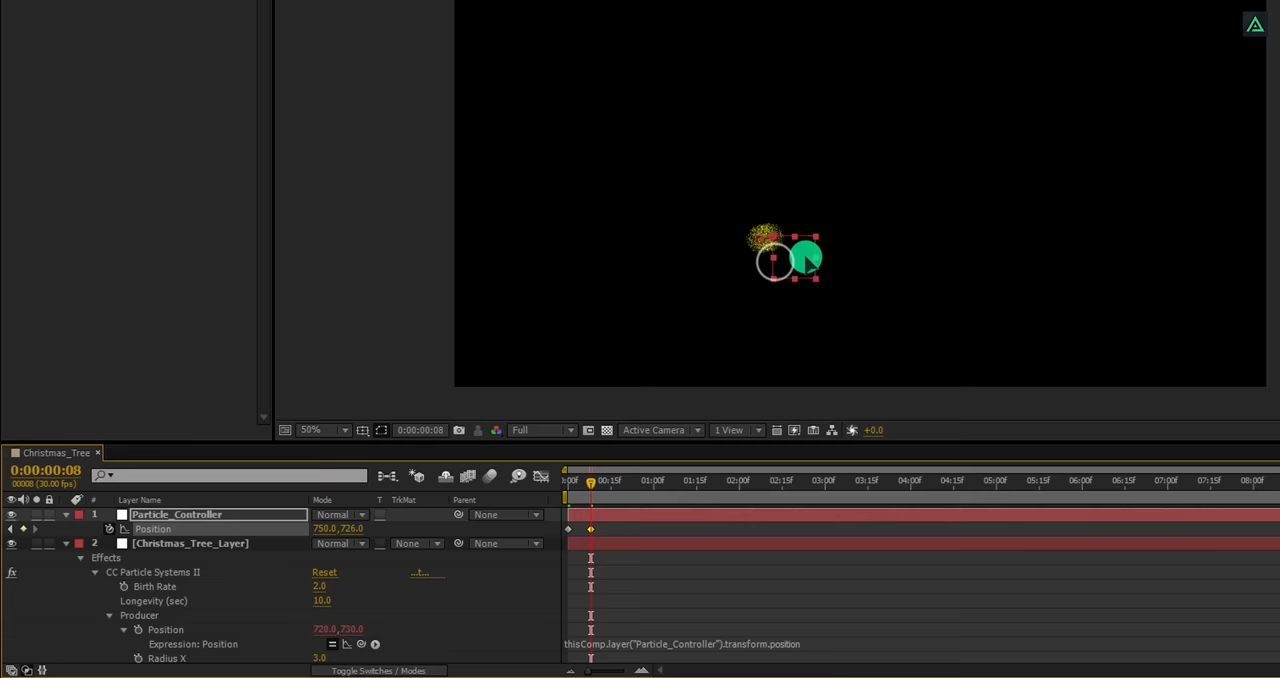 50% 0:00:00:08 Full Active Camera 1 View +0.0
Christmas_Tree ×
0:00:00:08
00008 (30.00 fps)
:00f 00:15f 01:00f 01:15f 02:00f 02:15f 03:00f 03:15f 04:00f 04:15f 05:00f 05:15f 06:00f 06:15f 07:00f 07:15f 08:00f
# Layer Name Mode T TrkMat Parent
1 Particle_Controller Normal None
Position 750.0,726.0
2 [Christmas_Tree_Layer] Normal None None
Effects
fx CC Particle Systems II Reset ...t...
Birth Rate 2.0
Longevity (sec) 10.0
Producer
Position 720.0,730.0
Expression: Position thisComp.layer("Particle_Controller").transform.position
Radius X 3.0
Toggle Switches / Modes